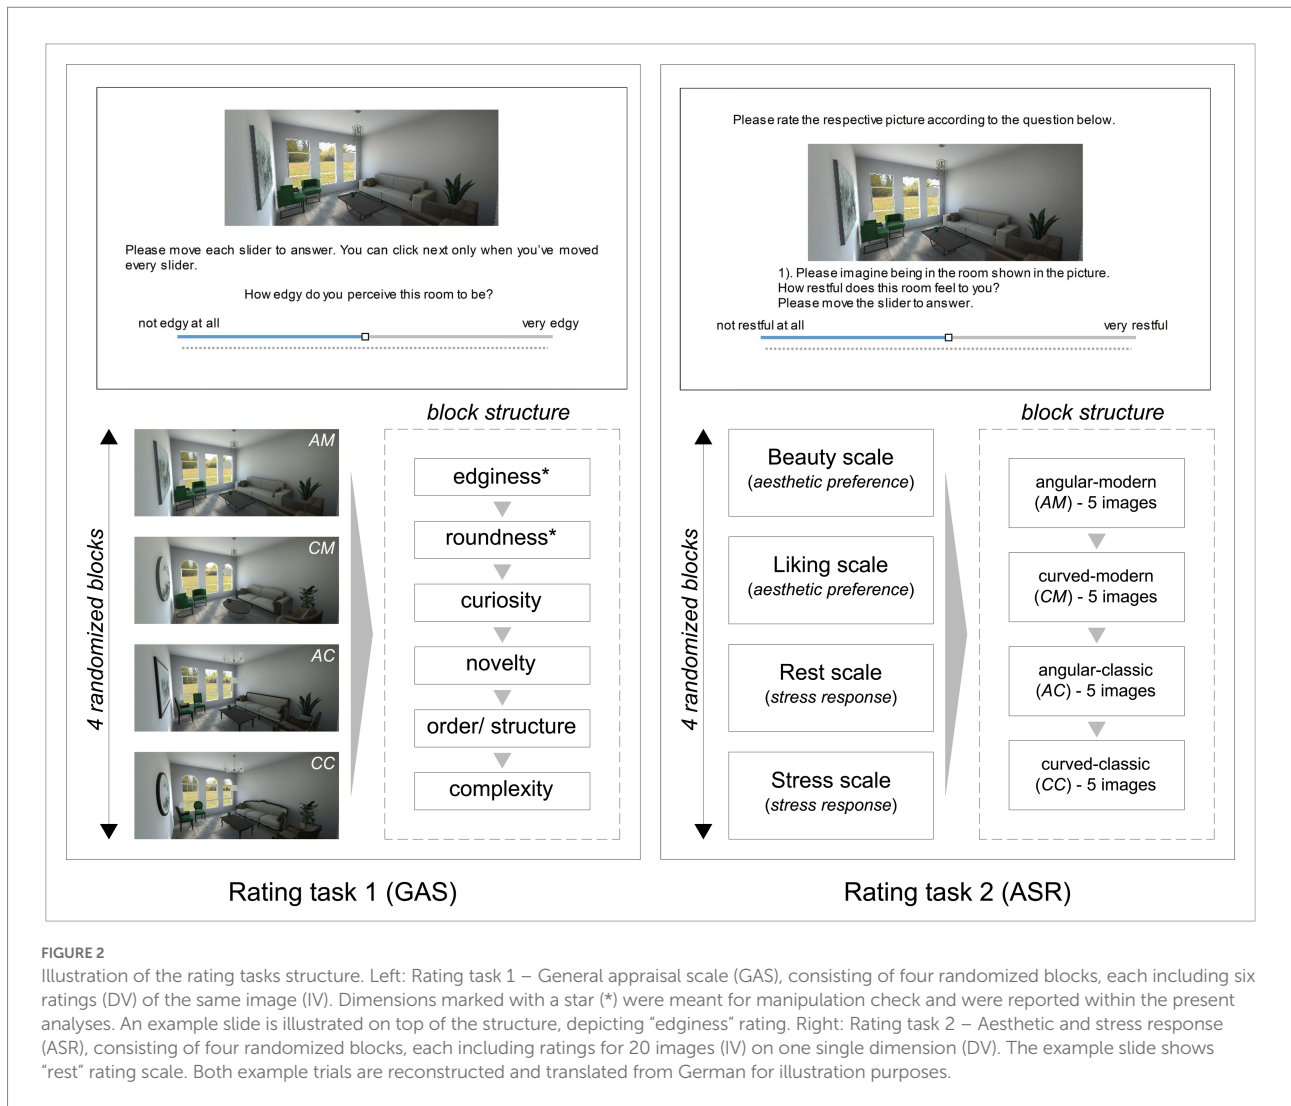 Please move each slider to answer. You can click next only when you've moved
every slider.
How edgy do you perceive this room to be?
not edgy at all
very edgy
block structure
4 randomized blocks
AM
CM
AC
CC
edginess*
roundness*
curiosity
novelty
order/ structure
complexity
Rating task 1 (GAS)
Please rate the respective picture according to the question below.
1). Please imagine being in the room shown in the picture.
How restful does this room feel to you?
Please move the slider to answer.
not restful at all
very restful
block structure
4 randomized blocks
Beauty scale
(aesthetic preference)
Liking scale
(aesthetic preference)
Rest scale
(stress response)
Stress scale
(stress response)
angular-modern
(AM) - 5 images
curved-modern
(CM) - 5 images
angular-classic
(AC) - 5 images
curved-classic
(CC) - 5 images
Rating task 2 (ASR)
FIGURE 2
Illustration of the rating tasks structure. Left: Rating task 1 – General appraisal scale (GAS), consisting of four randomized blocks, each including six
ratings (DV) of the same image (IV). Dimensions marked with a star (*) were meant for manipulation check and were reported within the present
analyses. An example slide is illustrated on top of the structure, depicting “edginess” rating. Right: Rating task 2 – Aesthetic and stress response
(ASR), consisting of four randomized blocks, each including ratings for 20 images (IV) on one single dimension (DV). The example slide shows
“rest” rating scale. Both example trials are reconstructed and translated from German for illustration purposes.